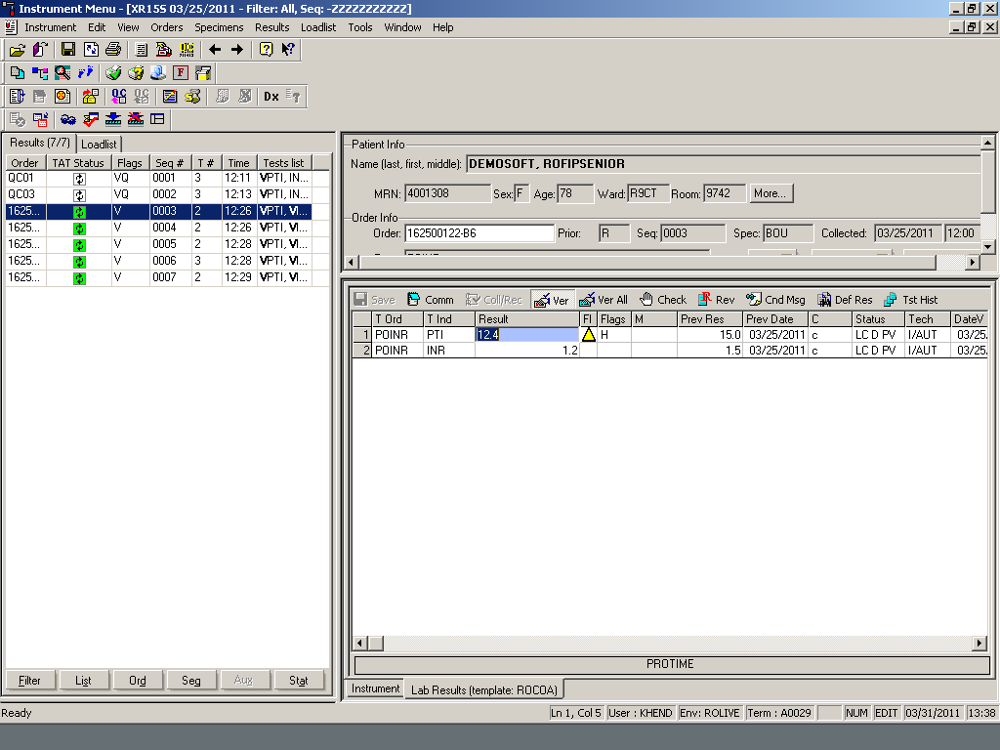 Instrument Menu - [XR15S 03/25/2011 - Filter: All, Seq: -ZZZZZZZZZZZ]
Instrument Edit View Orders Specimens Results Loadlist Tools Window Help
QC QC Dx
Results (7/7) Loadlist
Order TAT Status Flags Seq # T # Time Tests list
QC01 VQ 0001 3 12:11 VPTI, IN...
QC03 VQ 0002 3 12:13 VPTI, IN...
1625... V 0003 2 12:26 VPTI, VI...
1625... V 0004 2 12:26 VPTI, VI...
1625... V 0005 2 12:28 VPTI, VI...
1625... V 0006 3 12:28 VPTI, VI...
1625... V 0007 2 12:29 VPTI, VI...
Filter List Ord Seg Aux Stat
Patient Info
Name (last, first, middle): DEMOSOFT, ROFIPSENIOR
MRN: 4001308 Sex: F Age: 78 Ward: R9CT Room: 9742 More...
Order Info
Order: 162500122-B6 Prior: R Seq: 0003 Spec: BOU Collected: 03/25/2011 12:00
Save Comm Coll/Rec Ver Ver All Check Rev Cnd Msg Def Res Tst Hist
T Ord T Ind Result Fl Flags M Prev Res Prev Date C Status Tech DateV
1 POINR PTI 12.4 H 15.0 03/25/2011 c LC D PV I/AUT 03/25.
2 POINR INR 1.2 1.5 03/25/2011 c LC D PV I/AUT 03/25.
PROTIME
Instrument Lab Results (template: ROCOA)
Ready Ln 1, Col 5 User : KHEND Env: ROLIVE Term : A0029 NUM EDIT 03/31/2011 13:38